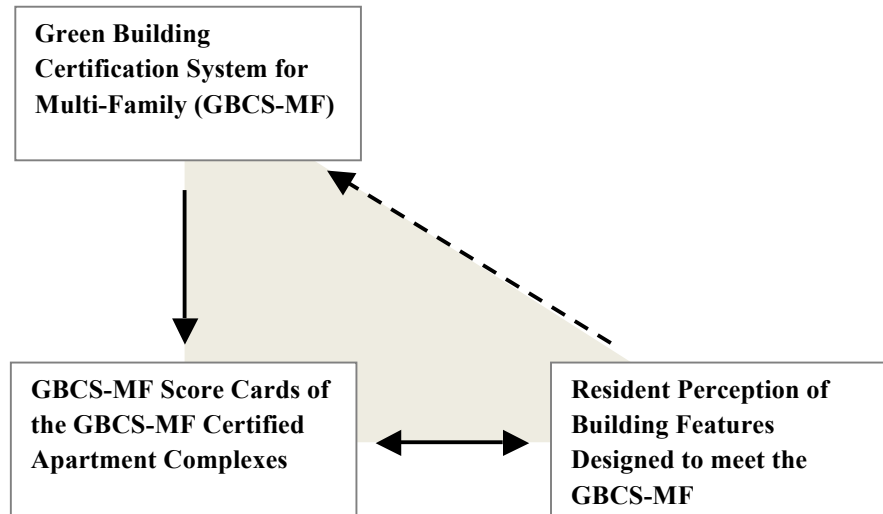 Green Building
Certification System for
Multi-Family (GBCS-MF)
GBCS-MF Score Cards of
the GBCS-MF Certified
Apartment Complexes
Resident Perception of
Building Features
Designed to meet the
GBCS-MF